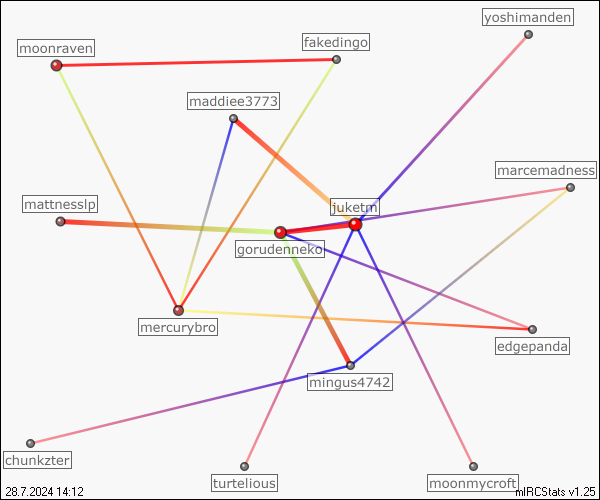 yoshimanden
fakedingo
moonraven
maddiee3773
marcemadness
mattnesslp
juketm
gorudenneko
mercurybro
edgepanda
mingus4742
chunkzter
turtelious
moonmycroft
28.7.2024 14:12
mIRCStats v1.25